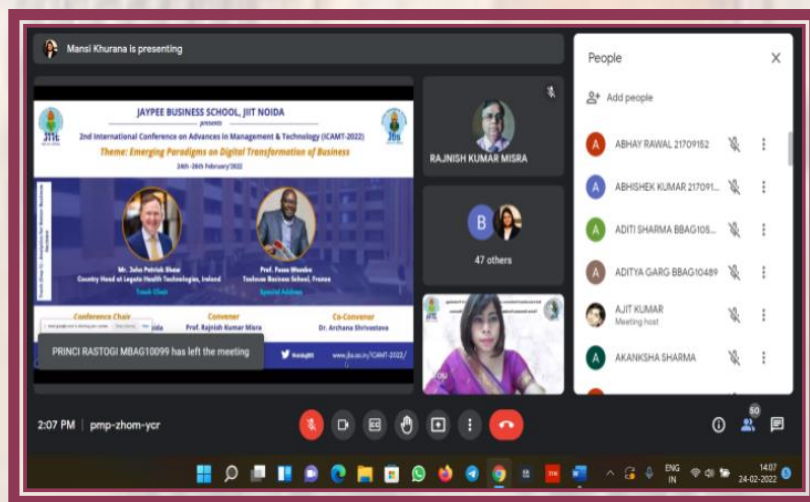 Mansi Khurana is presenting
JAYPEE BUSINESS SCHOOL, JIIT NOIDA
presents
2nd International Conference on Advances in Management & Technology (ICAMT-2022)
Theme: Emerging Paradigms on Digital Transformation of Business
24th -26th February'2022
Mr. John Patrick Shaw
Country Head at Legato Health Technologies, Ireland
Track Chair
Prof. Fosso Wamba
Toulouse Business School, France
Special Address
Conference Chair
Convener
Prof. Rajnish Kumar Misra
Co-Convener
Dr. Archana Shrivastava
PRINCI RASTOGI MBAG10099 has left the meeting
RAJNISH KUMAR MISRA
B
47 others
People
Add people
A ABHAY RAWAL 21709152
A ABHISHEK KUMAR 217091...
A ADITI SHARMA BBAG105...
A ADITYA GARG BBAG10489
AJIT KUMAR
Meeting host
A AKANKSHA SHARMA
2:07 PM | pmp-zhom-ycr
50
ENG
IN
14:07
24-02-2022